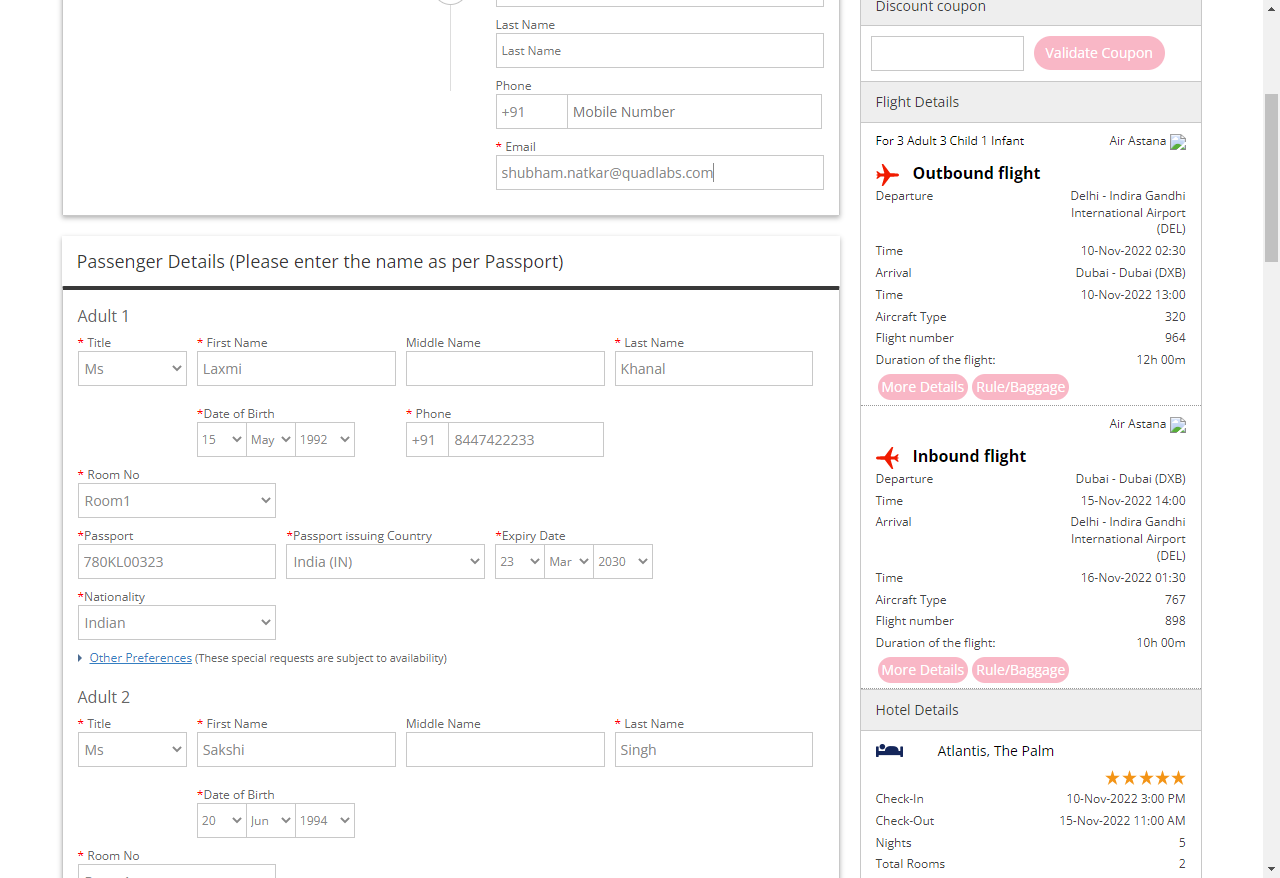 Last Name
Last Name
Phone
+91 Mobile Number
* Email
shubham.natkar@quadlabs.com
Passenger Details (Please enter the name as per Passport)
Adult 1
* Title * First Name Middle Name * Last Name
Ms Laxmi Khanal
*Date of Birth * Phone
15 May 1992 +91 8447422233
* Room No
Room1
*Passport *Passport issuing Country *Expiry Date
780KL00323 India (IN) 23 Mar 2030
*Nationality
Indian
Other Preferences (These special requests are subject to availability)
Adult 2
* Title * First Name Middle Name * Last Name
Ms Sakshi Singh
*Date of Birth
20 Jun 1994
* Room No
Discount coupon
Validate Coupon
Flight Details
For 3 Adult 3 Child 1 Infant Air Astana
Outbound flight
Departure Delhi - Indira Gandhi
International Airport
(DEL)
Time 10-Nov-2022 02:30
Arrival Dubai - Dubai (DXB)
Time 10-Nov-2022 13:00
Aircraft Type 320
Flight number 964
Duration of the flight: 12h 00m
More Details Rule/Baggage
Air Astana
Inbound flight
Departure Dubai - Dubai (DXB)
Time 15-Nov-2022 14:00
Arrival Delhi - Indira Gandhi
International Airport
(DEL)
Time 16-Nov-2022 01:30
Aircraft Type 767
Flight number 898
Duration of the flight: 10h 00m
More Details Rule/Baggage
Hotel Details
Atlantis, The Palm
Check-In 10-Nov-2022 3:00 PM
Check-Out 15-Nov-2022 11:00 AM
Nights 5
Total Rooms 2